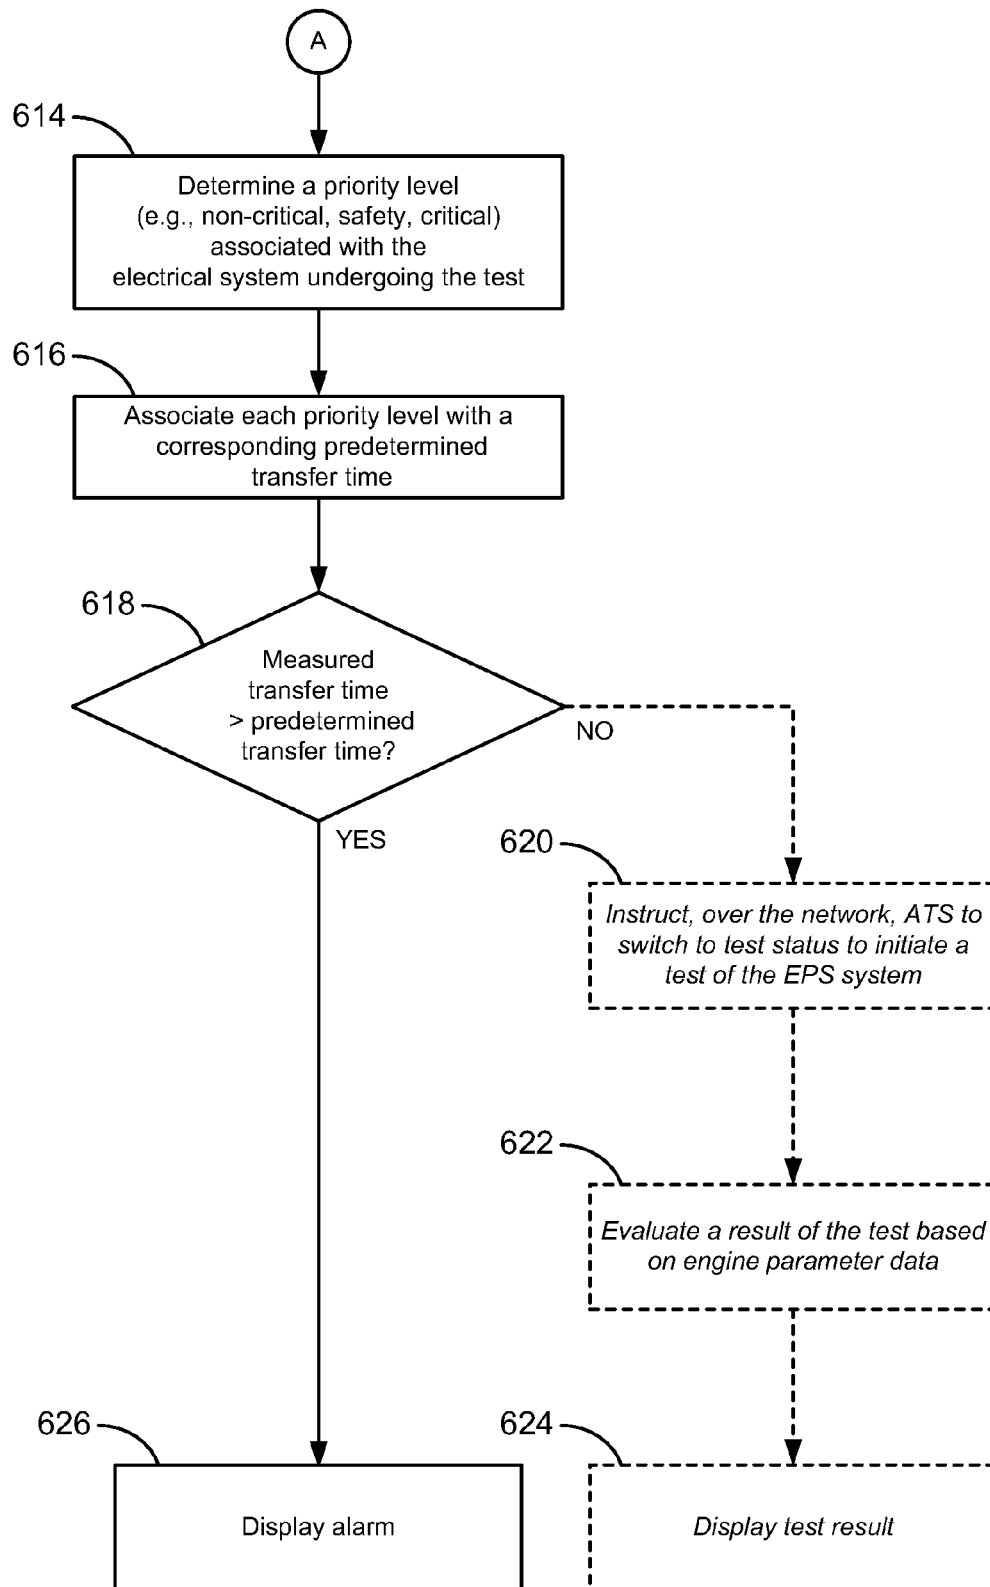 A
614
Determine a priority level
(e.g., non-critical, safety, critical)
associated with the
electrical system undergoing the test
616
Associate each priority level with a
corresponding predetermined
transfer time
618
Measured
transfer time
> predetermined
transfer time?
NO
YES
620
Instruct, over the network, ATS to
switch to test status to initiate a
test of the EPS system
622
Evaluate a result of the test based
on engine parameter data
626
Display alarm
624
Display test result